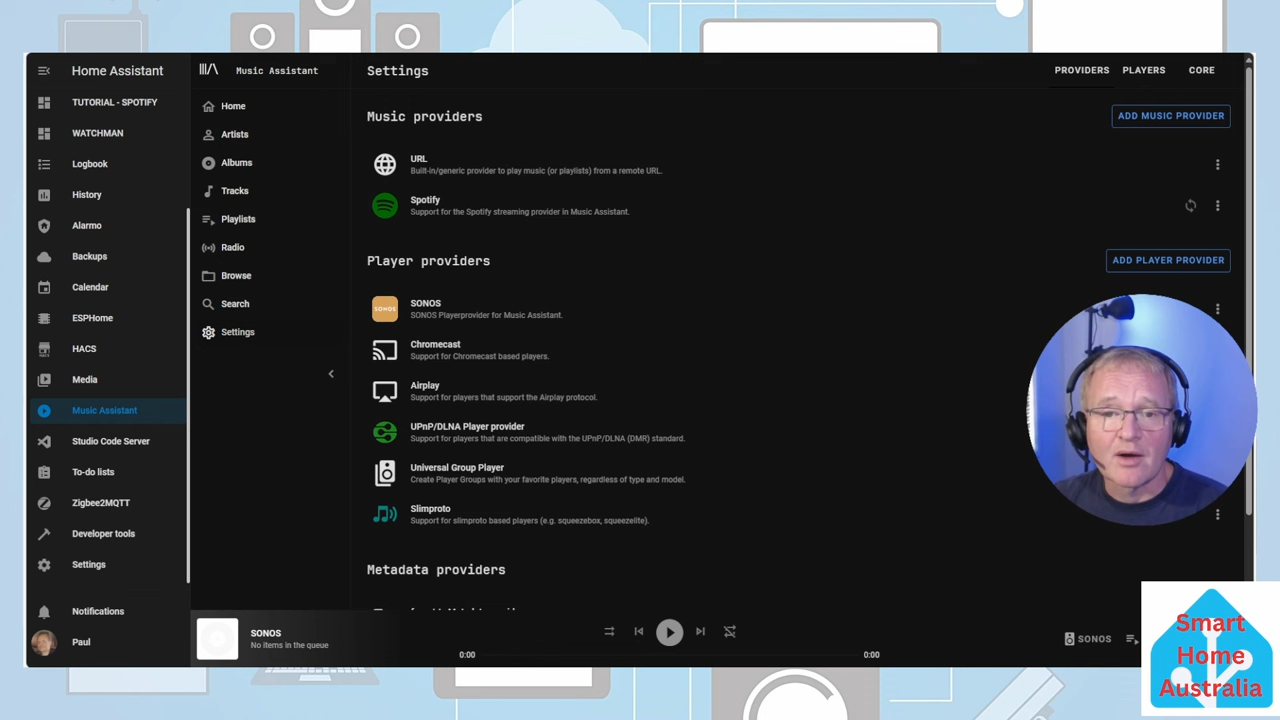 Home Assistant
TUTORIAL - SPOTIFY
WATCHMAN
Logbook
History
Alarmo
Backups
Calendar
ESPHome
HACS
Media
Music Assistant
Studio Code Server
To-do lists
Zigbee2MQTT
Developer tools
Settings
Notifications
Paul
Music Assistant
Home
Artists
Albums
Tracks
Playlists
Radio
Browse
Search
Settings
Settings
PROVIDERS PLAYERS CORE
Music providers
ADD MUSIC PROVIDER
URL
Built-in/generic provider to play music (or playlists) from a remote URL.
Spotify
Support for the Spotify streaming provider in Music Assistant.
Player providers
ADD PLAYER PROVIDER
SONOS
SONOS
SONOS Playerprovider for Music Assistant.
Chromecast
Support for Chromecast based players.
Airplay
Support for players that support the Airplay protocol.
UPnP/DLNA Player provider
Support for players that are compatible with the UPnP/DLNA (DMR) standard.
Universal Group Player
Create Player Groups with your favorite players, regardless of type and model.
Slimproto
Support for slimproto based players (e.g. squeezebox, squeezelite).
Metadata providers
SONOS
No items in the queue
0:00
0:00
SONOS
Smart
Home
Australia